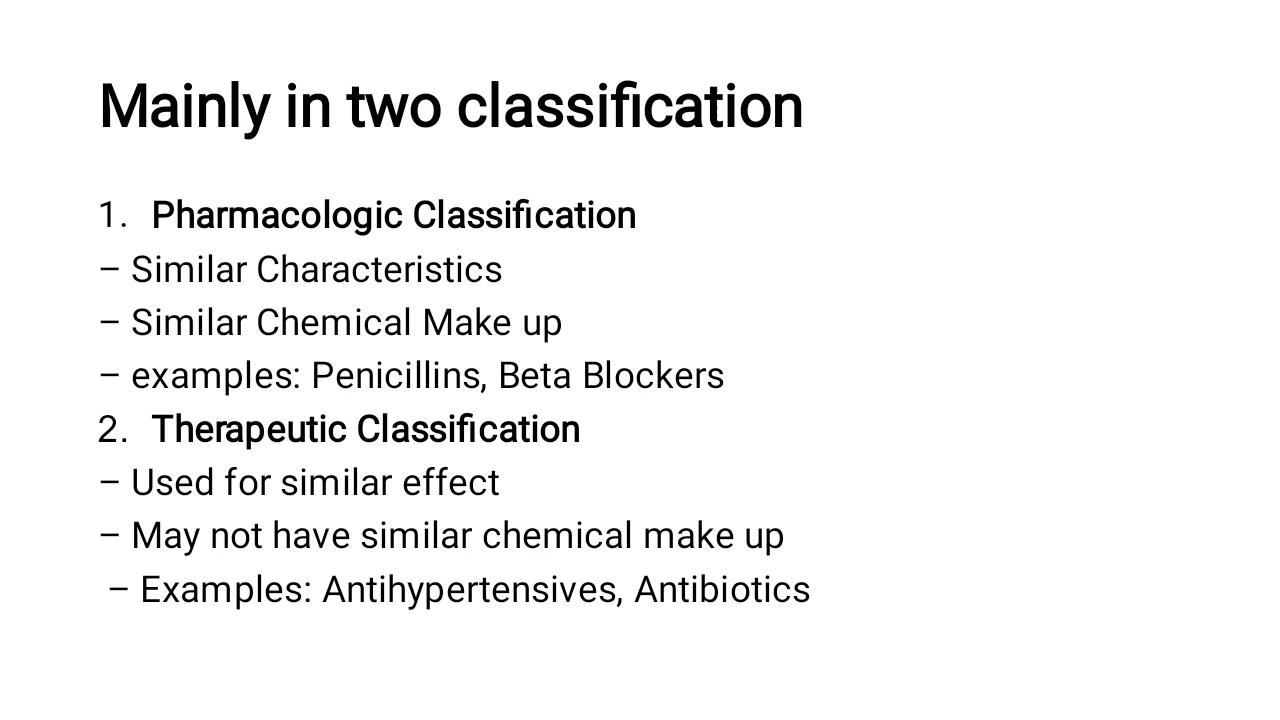 Mainly in two classification
1. Pharmacologic Classification
– Similar Characteristics
– Similar Chemical Make up
– examples: Penicillins, Beta Blockers
2. Therapeutic Classification
– Used for similar effect
– May not have similar chemical make up
– Examples: Antihypertensives, Antibiotics